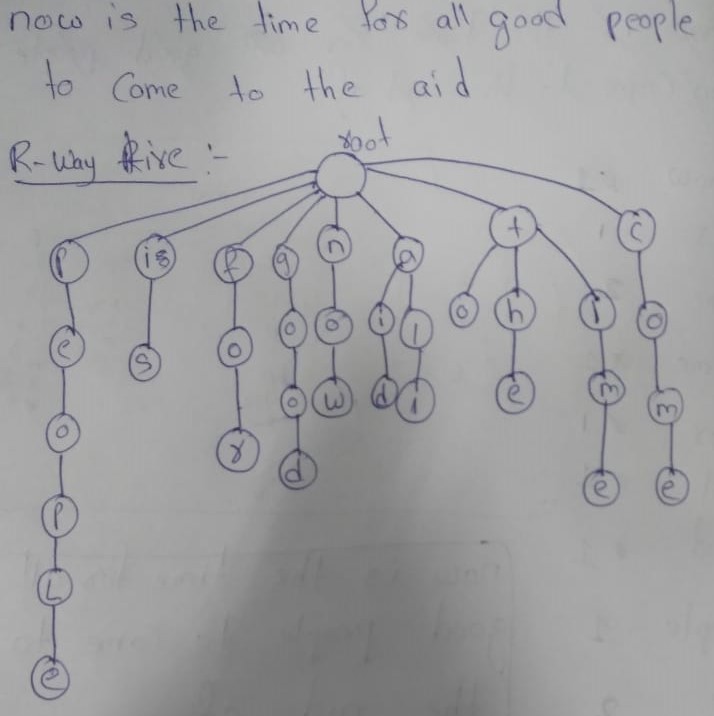 now is the time for all good people
to come to the aid
R-way trie :-
root
p is f g n a t c
e s o o o i l o h i o
o r o w d l e m m
p d e e
L
e